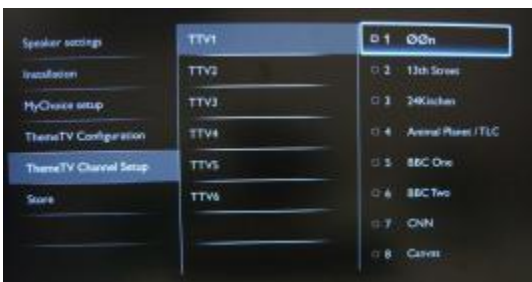 Speaker settings
Installation
MyChoice setup
ThemeTV Configuration
ThemeTV Channel Setup
Store
TTV1
TTV2
TTV3
TTV4
TTV5
TTV6
1 ØØn
2 13th Street
3 24Kitchen
4 Animal Planet / TLC
5 BBC One
6 BBC Two
7 CNN
8 Canvas